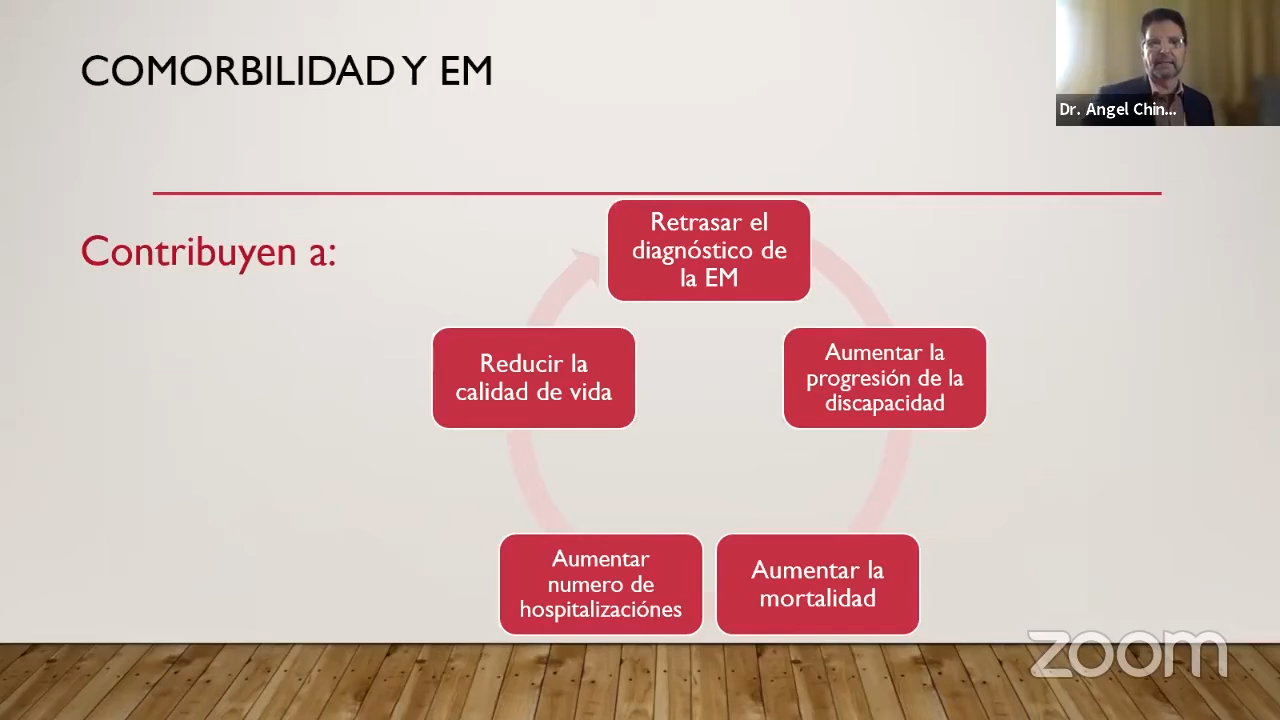 COMORBILIDAD Y EM
Dr. Angel Chin...
Contribuyen a:
Retrasar el
diagnóstico de
la EM
Aumentar la
progresión de la
discapacidad
Aumentar la
mortalidad
Aumentar
numero de
hospitalizaciónes
Reducir la
calidad de vida
zoom